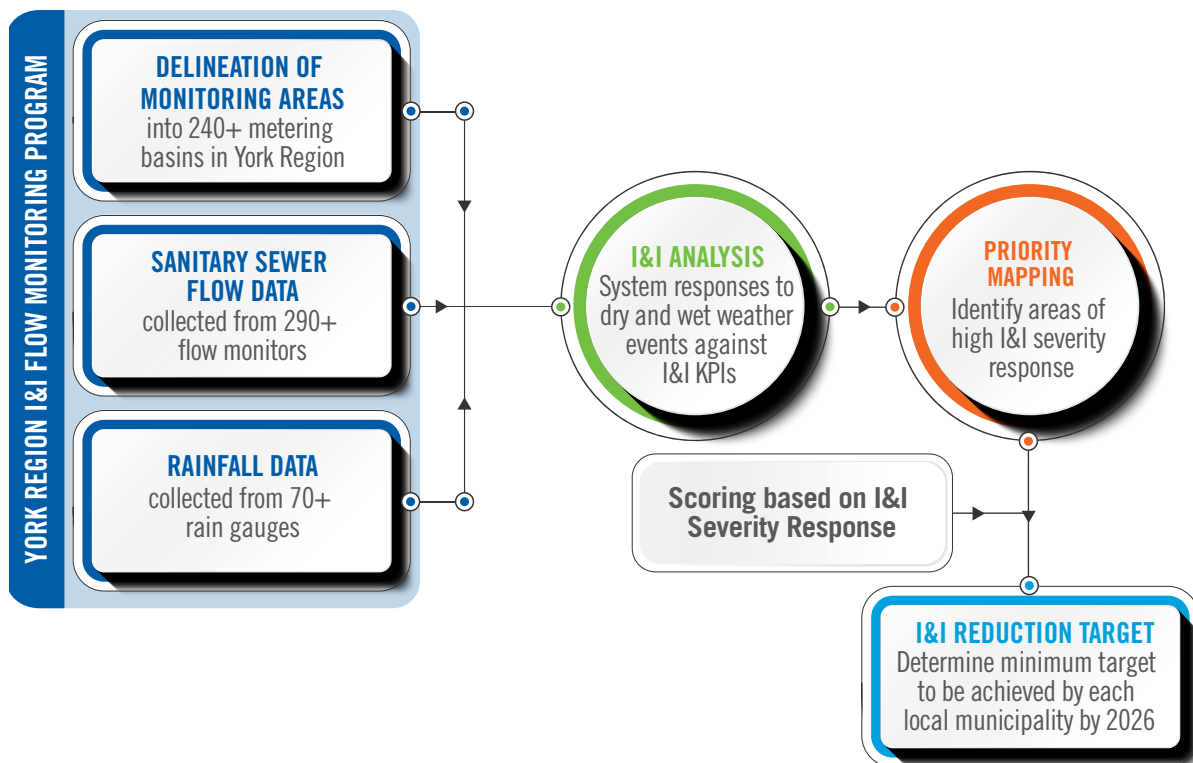 YORK REGION I&I FLOW MONITORING PROGRAM
DELINEATION OF
MONITORING AREAS
into 240+ metering
basins in York Region
SANITARY SEWER
FLOW DATA
collected from 290+
flow monitors
RAINFALL DATA
collected from 70+
rain gauges
I&I ANALYSIS
System responses to
dry and wet weather
events against
I&I KPIs
PRIORITY
MAPPING
Identify areas of
high I&I severity
response
Scoring based on I&I
Severity Response
I&I REDUCTION TARGET
Determine minimum target
to be achieved by each
local municipality by 2026